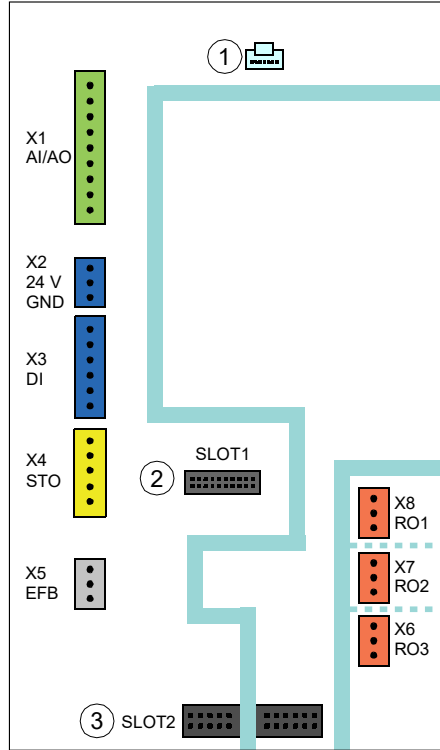 1
X1
AI/AO
X2
24 V
GND
X3
DI
X4
STO
2
SLOT1
X5
EFB
X8
RO1
X7
RO2
X6
RO3
3 SLOT2